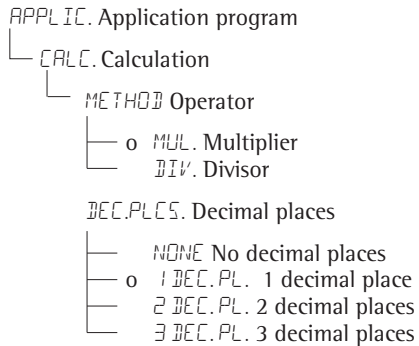 APPLIC. Application program
CALC. Calculation
METHOD Operator
o MUL. Multiplier
DIV. Divisor
DEC.PLCS. Decimal places
NONE No decimal places
o 1 DEC.PL. 1 decimal place
2 DEC.PL. 2 decimal places
3 DEC.PL. 3 decimal places